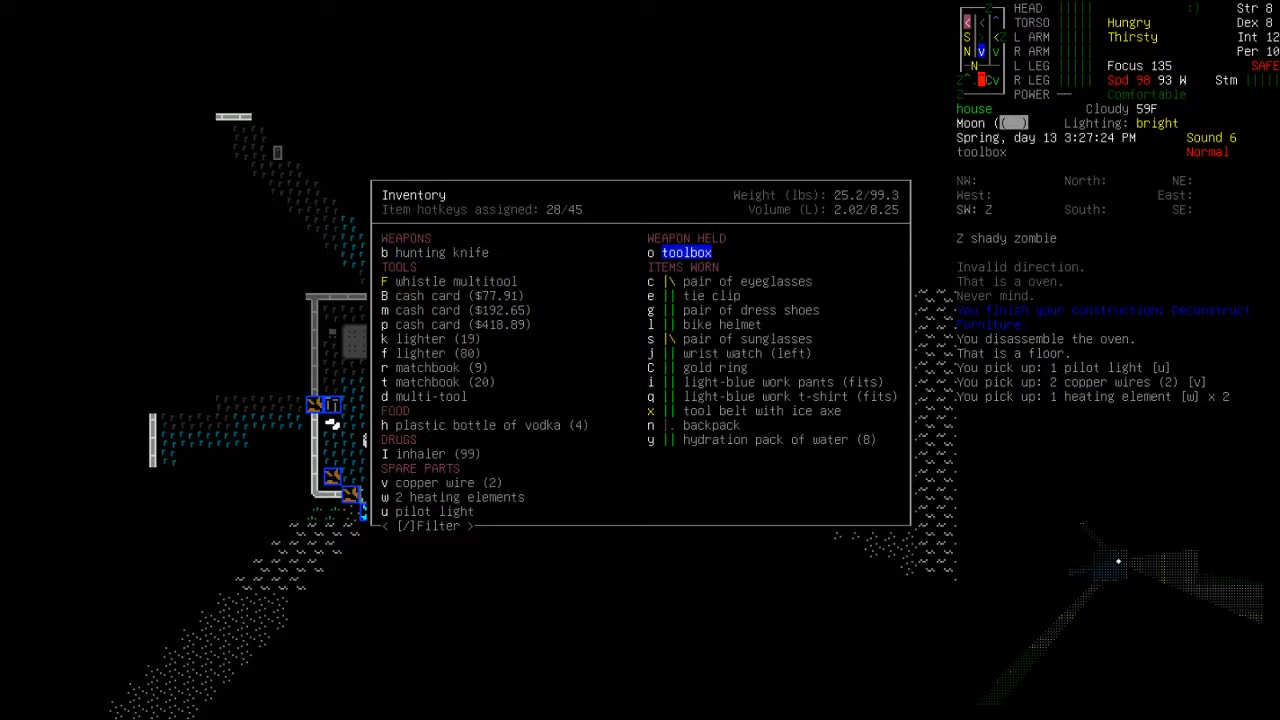 HEAD :) Str 8
TORSO Hungry Dex 8
L ARM Thirsty Int 12
R ARM Per 10
L LEG Focus 135 SAFE
R LEG Spd 98 93 W Stm
POWER — Comfortable
house Cloudy 59F
Moon ( ) Lighting: bright
Spring, day 13 3:27:24 PM Sound 6
toolbox Normal
NW: North: NE:
West: East:
SW: Z South: SE:
Z shady zombie
Invalid direction.
That is a oven.
Never mind.
You finish your construction: Deconstruct
Furniture.
You disassemble the oven.
That is a floor.
You pick up: 1 pilot light [u]
You pick up: 2 copper wires (2) [v]
You pick up: 1 heating element [w] x 2
Inventory Weight (lbs): 25.2/99.3
Item hotkeys assigned: 28/45 Volume (L): 2.02/8.25
WEAPONS
b hunting knife
TOOLS
F whistle multitool
B cash card ($77.91)
m cash card ($192.65)
p cash card ($418.89)
k lighter (19)
f lighter (80)
r matchbook (9)
t matchbook (20)
d multi-tool
FOOD
h plastic bottle of vodka (4)
DRUGS
I inhaler (99)
SPARE PARTS
v copper wire (2)
w 2 heating elements
u pilot light
< [/]Filter >
WEAPON HELD
o toolbox
ITEMS WORN
c |\ pair of eyeglasses
e || tie clip
g || pair of dress shoes
l || bike helmet
s |\ pair of sunglasses
j || wrist watch (left)
C || gold ring
i || light-blue work pants (fits)
q || light-blue work t-shirt (fits)
x || tool belt with ice axe
n |. backpack
y || hydration pack of water (8)